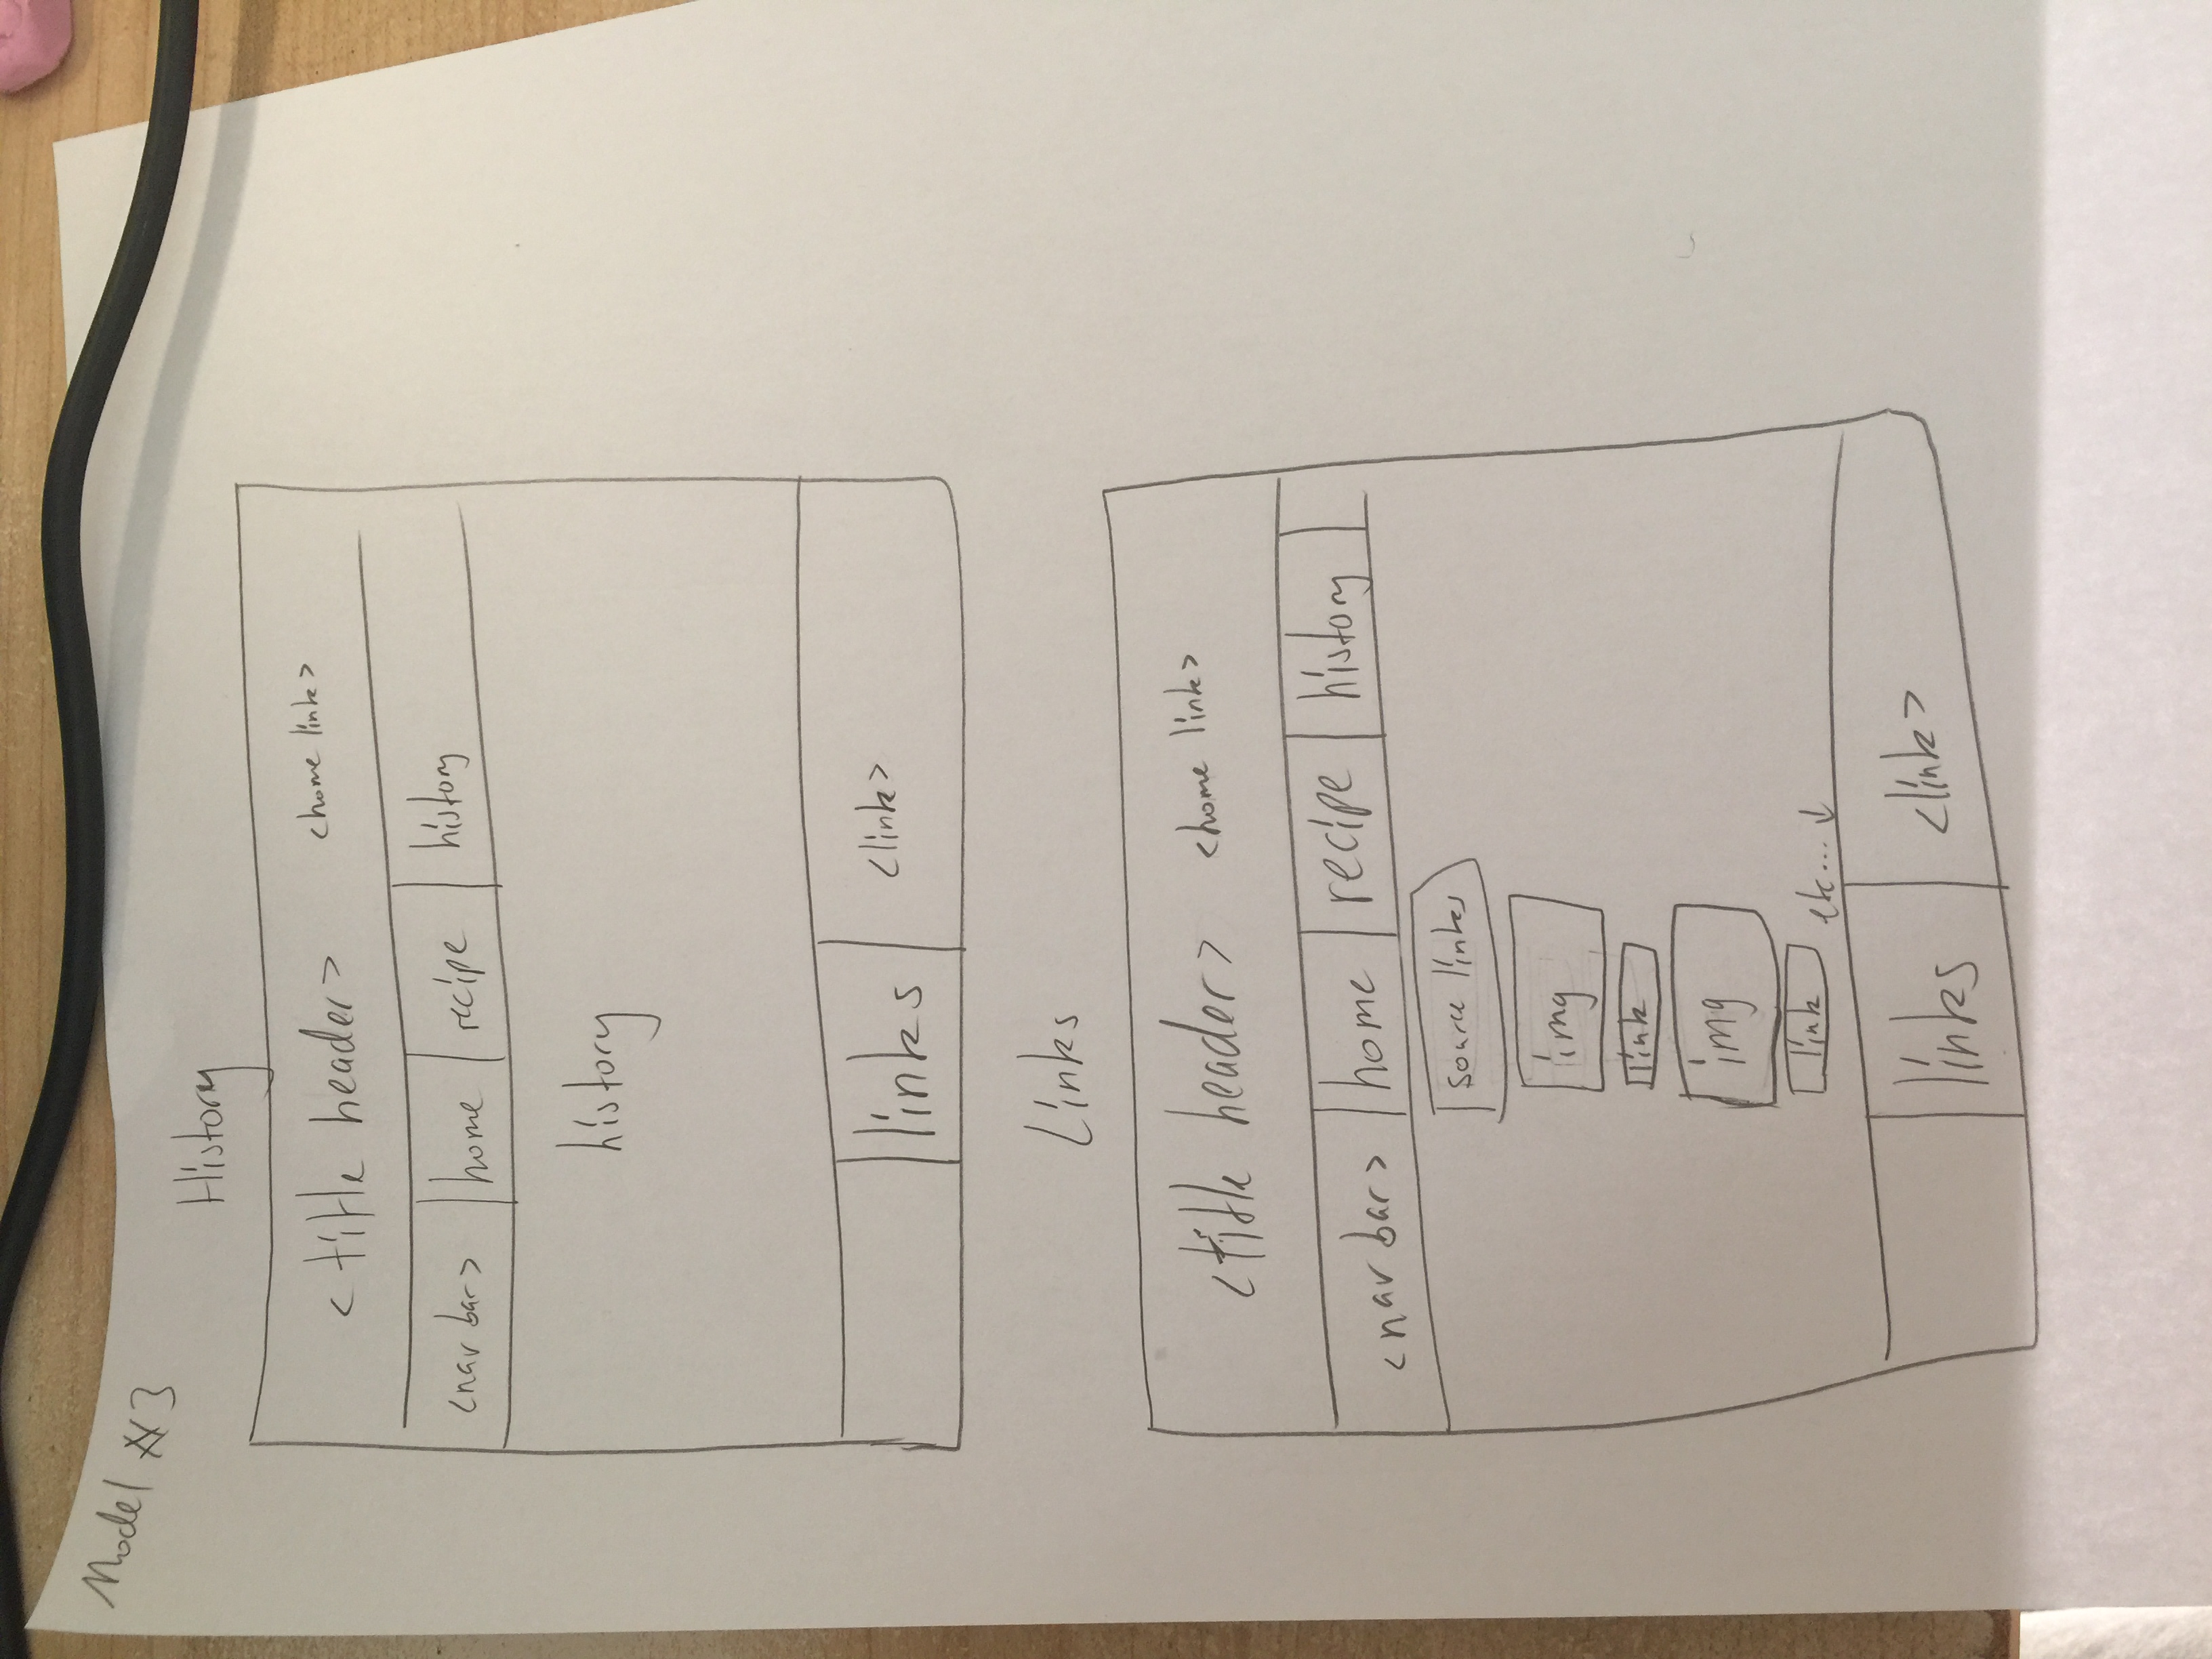 Model #3
History
<title header> <home link>
<nav bar> home recipe history
history
links <link>
Links
<title header> <home link>
<nav bar> home recipe history
source links
img
link
img
link etc... ↓
links <link>